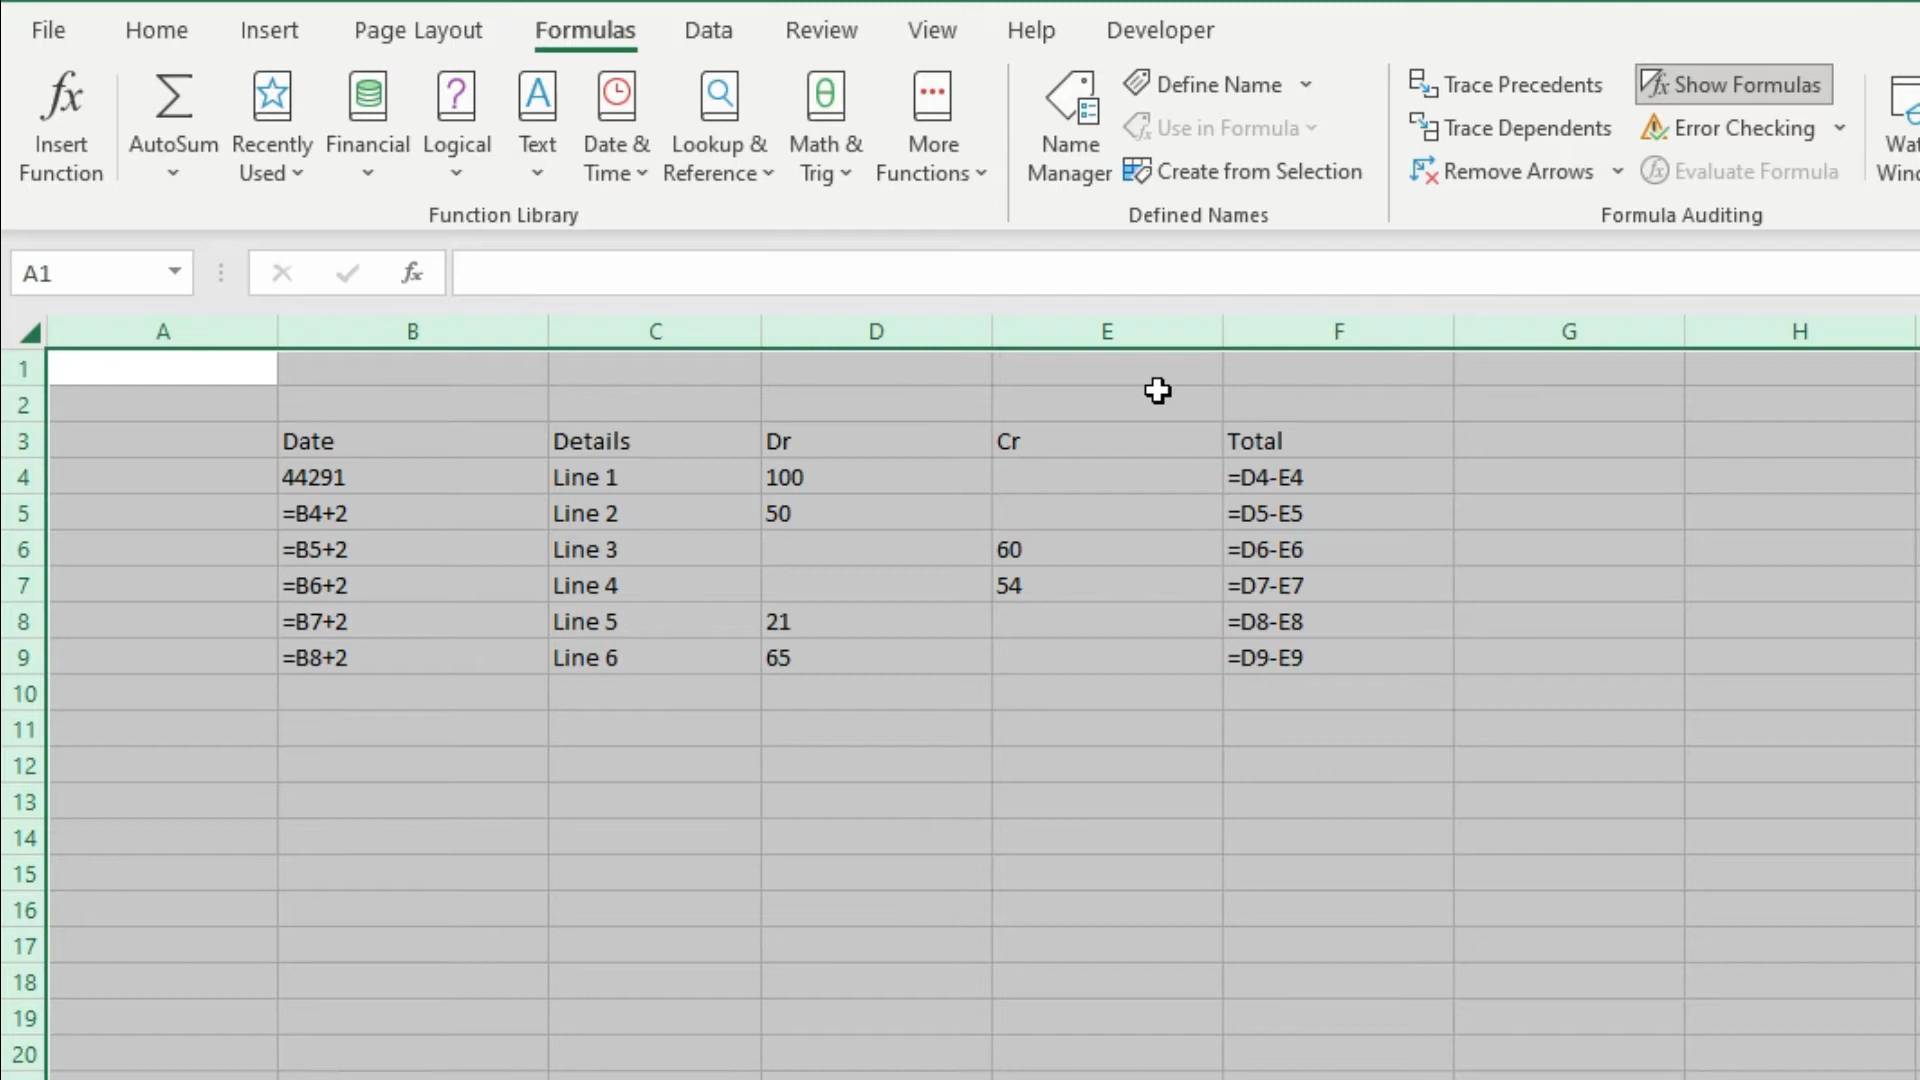 File Home Insert Page Layout Formulas Data Review View Help Developer
fx Insert Function
AutoSum
Recently Used
Financial
Logical
Text
Date & Time
Lookup & Reference
Math & Trig
More Functions
Function Library
Name Manager
Define Name
Use in Formula
Create from Selection
Defined Names
Trace Precedents
Trace Dependents
Remove Arrows
Show Formulas
Error Checking
Evaluate Formula
Formula Auditing
A1 fx
A B C D E F G H
1
2
3 Date Details Dr Cr Total
4 44291 Line 1 100 =D4-E4
5 =B4+2 Line 2 50 =D5-E5
6 =B5+2 Line 3 60 =D6-E6
7 =B6+2 Line 4 54 =D7-E7
8 =B7+2 Line 5 21 =D8-E8
9 =B8+2 Line 6 65 =D9-E9
10
11
12
13
14
15
16
17
18
19
20